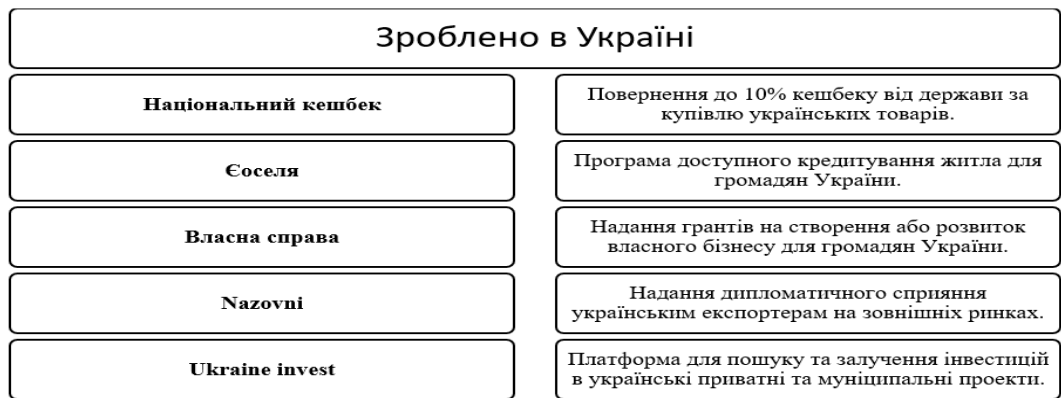 Зроблено в Україні
Національний кешбек
Повернення до 10% кешбеку від держави за
купівлю українських товарів.
Єоселя
Програма доступного кредитування житла для
громадян України.
Власна справа
Надання грантів на створення або розвиток
власного бізнесу для громадян України.
Nazovni
Надання дипломатичного сприяння
українським експортерам на зовнішніх ринках.
Ukraine invest
Платформа для пошуку та залучення інвестицій
в українські приватні та муніципальні проекти.